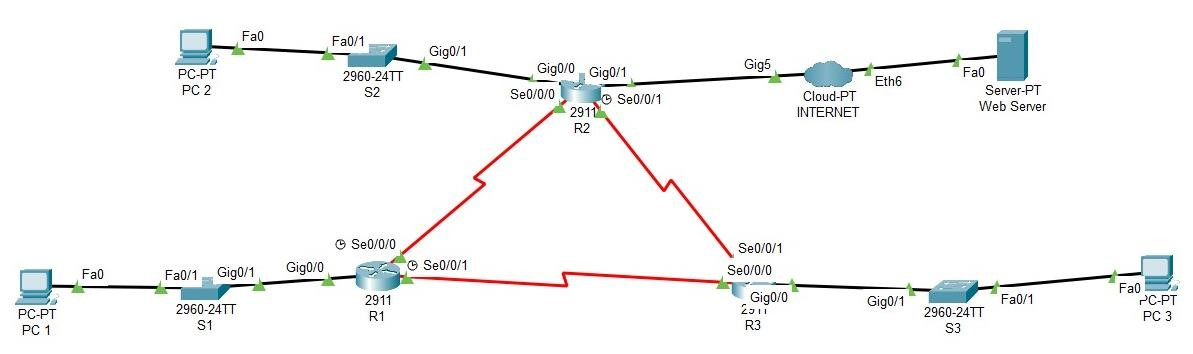 Fa0
PC-PT
PC 2
Fa0/1
2960-24TT
S2
Gig0/1
Gig0/0
Gig0/1
Se0/0/0
Se0/0/1
2911
R2
Gig5
Cloud-PT
INTERNET
Eth6
Fa0
Server-PT
Web Server
Se0/0/0
Se0/0/1
Fa0
PC-PT
PC 1
Fa0/1
Gig0/1
2960-24TT
S1
Gig0/0
2911
R1
Se0/0/1
Se0/0/0
Gig0/0
2911
R3
Gig0/1
2960-24TT
S3
Fa0/1
Fa0
PC-PT
PC 3